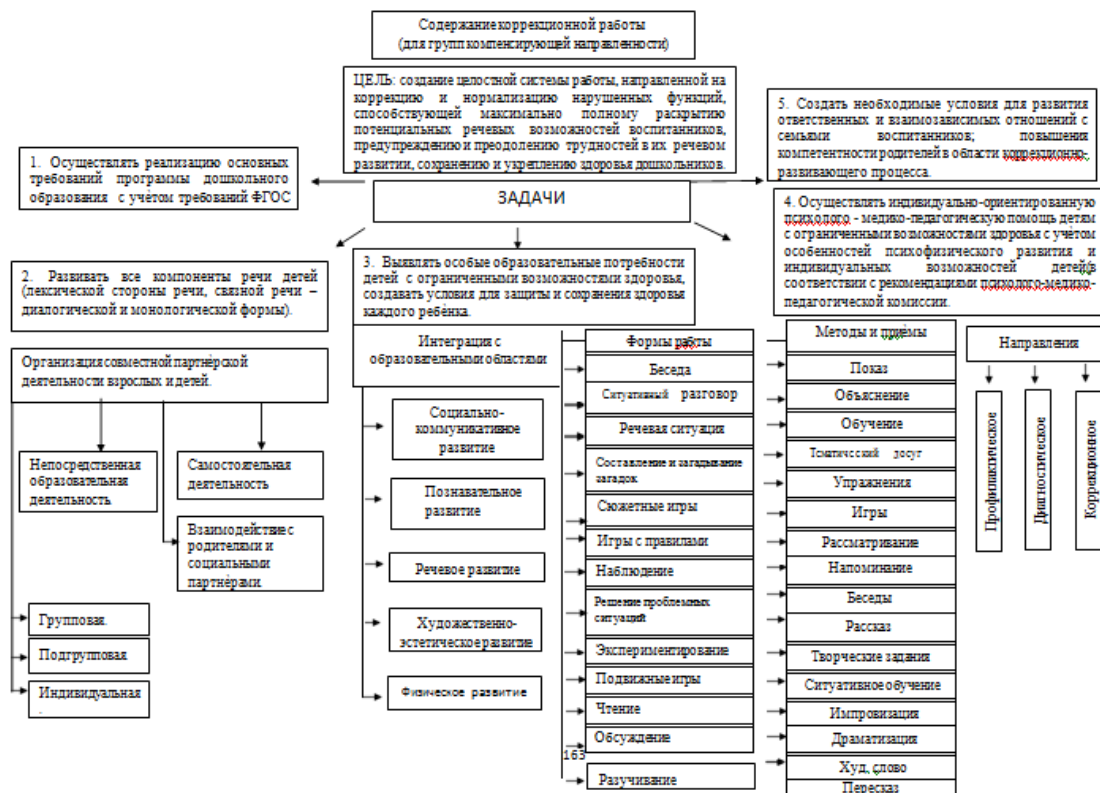 Содержание коррекционной работы
(для групп компенсирующей направленности)
ЦЕЛЬ: создание целостной системы работы, направленной на
коррекцию и нормализацию нарушенных функций,
способствующей максимально полному раскрытию
потенциальных речевых возможностей воспитанников,
предупреждению и преодолению трудностей в их речевом
развитии, сохранению и укреплению здоровья дошкольников.
ЗАДАЧИ
1. Осуществлять реализацию основных
требований программы дошкольного
образования с учётом требований ФГОС
5. Создать необходимые условия для развития
ответственных и взаимозависимых отношений с
семьями воспитанников; повышения
компетентности родителей в области коррекционно-
развивающего процесса.
2. Развивать все компоненты речи детей
(лексической стороны речи, связной речи –
диалогической и монологической формы).
3. Выявлять особые образовательные потребности
детей с ограниченными возможностями здоровья,
создавать условия для защиты и сохранения здоровья
каждого ребёнка.
4. Осуществлять индивидуально-ориентированную
психолого - медико-педагогическую помощь детям
с ограниченными возможностями здоровья с учётом
особенностей психофизического развития и
индивидуальных возможностей детей(в
соответствии с рекомендациями психолого-медико-
педагогической комиссии.
Организация совместной партнёрской
деятельности взрослых и детей.
Непосредственная
образовательная
деятельность
Самостоятельная
деятельность
Взаимодействие с
родителями и
социальными
партнёрами.
Групповая.
Подгрупповая
Индивидуальная
.
Интеграция с
образовательными областями
Социально-
коммуникативное
развитие
Познавательное
развитие
Речевое развитие
Художественно-
эстетическое развитие
Физическое развитие
Формы работы
Беседа
Ситуативный разговор
Речевая ситуация
Составление и загадывание
загадок
Сюжетные игры
Игры с правилами
Наблюдение
Решение проблемных
ситуаций
Экспериментирование
Подвижные игры
Чтение
Обсуждение
163
Разучивание
Методы и приёмы
Показ
Объяснение
Обучение
Тематический досуг
Упражнения
Игры
Рассматривание
Напоминание
Беседы
Рассказ
Творческие задания
Ситуативное обучение
Импровизация
Драматизация
Худ. слово
Пересказ
Направления
Профилактическое
Диагностическое
Коррекционное